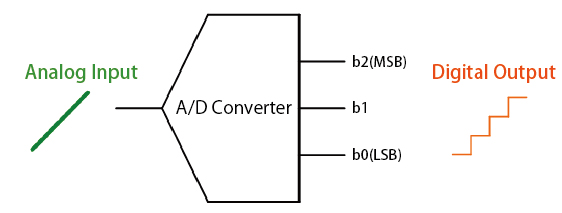 Analog Input
A/D Converter
b2(MSB)
b1
b0(LSB)
Digital Output